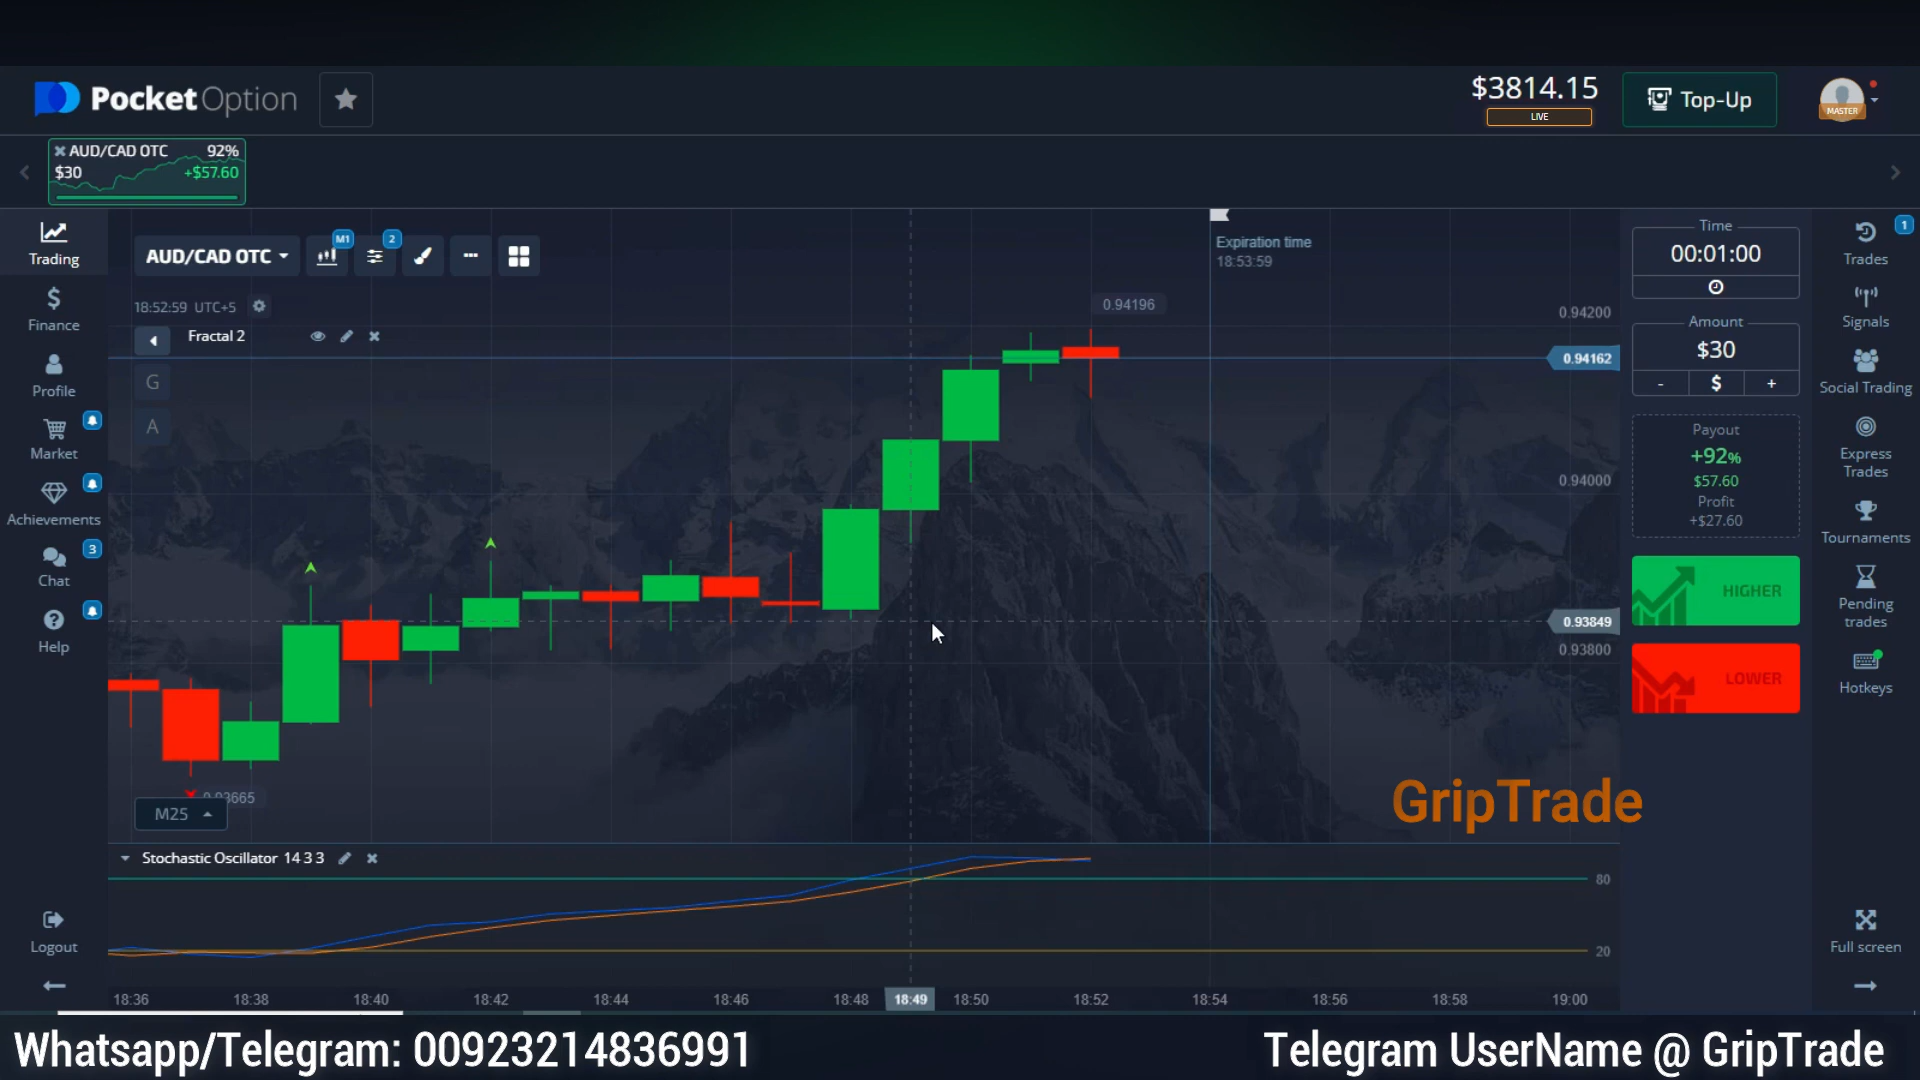 PocketOption
$3814.15
LIVE
Top-Up
MASTER
AUD/CAD OTC 92%
$30 +$57.60
Trading
Finance
Profile
Market
Achievements
3
Chat
Help
Logout
AUD/CAD OTC
M1
2
18:52:59 UTC+5
Fractal 2
G
A
0.94196
Expiration time
18:53:59
0.94200
0.94162
0.94000
0.93849
0.93800
0.93665
M25
GripTrade
Stochastic Oscillator 14 3 3
80
20
18:36 18:38 18:40 18:42 18:44 18:46 18:48 18:49 18:50 18:52 18:54 18:56 18:58 19:00
Time
00:01:00
Amount
$30
- $ +
Payout
+92%
$57.60
Profit
+$27.60
HIGHER
LOWER
1
Trades
Signals
Social Trading
Express
Trades
Tournaments
Pending
trades
Hotkeys
Full screen
Whatsapp/Telegram: 00923214836991
Telegram UserName @ GripTrade